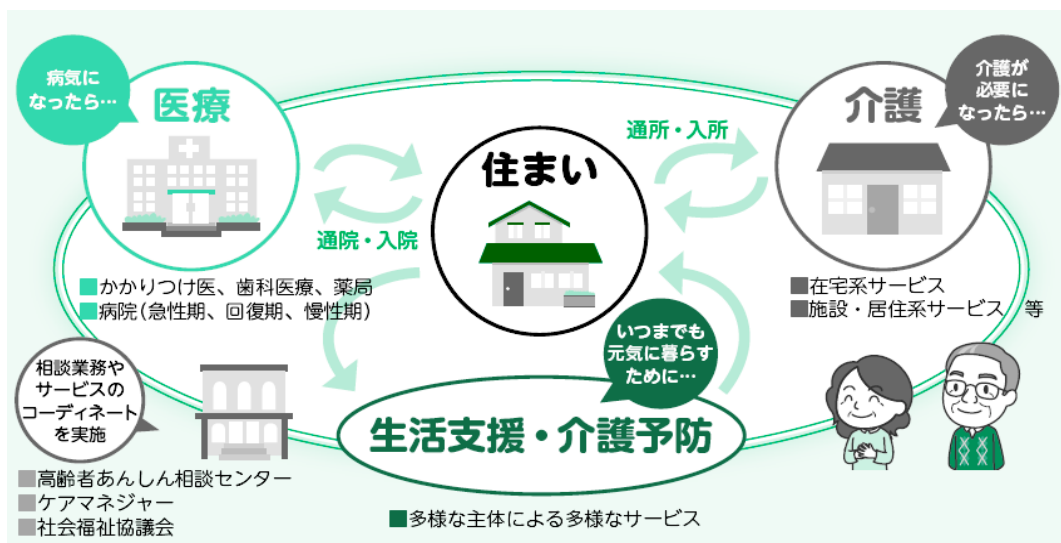 病気に
なったら…
医療
通院・入院
■かかりつけ医、歯科医療、薬局
■病院(急性期、回復期、慢性期)
住まい
通所・入所
介護が
必要に
なったら…
介護
■在宅系サービス
■施設・居住系サービス 等
相談業務や
サービスの
コーディネート
を実施
■高齢者あんしん相談センター
■ケアマネジャー
■社会福祉協議会
いつまでも
元気に暮らす
ために…
生活支援・介護予防
■多様な主体による多様なサービス